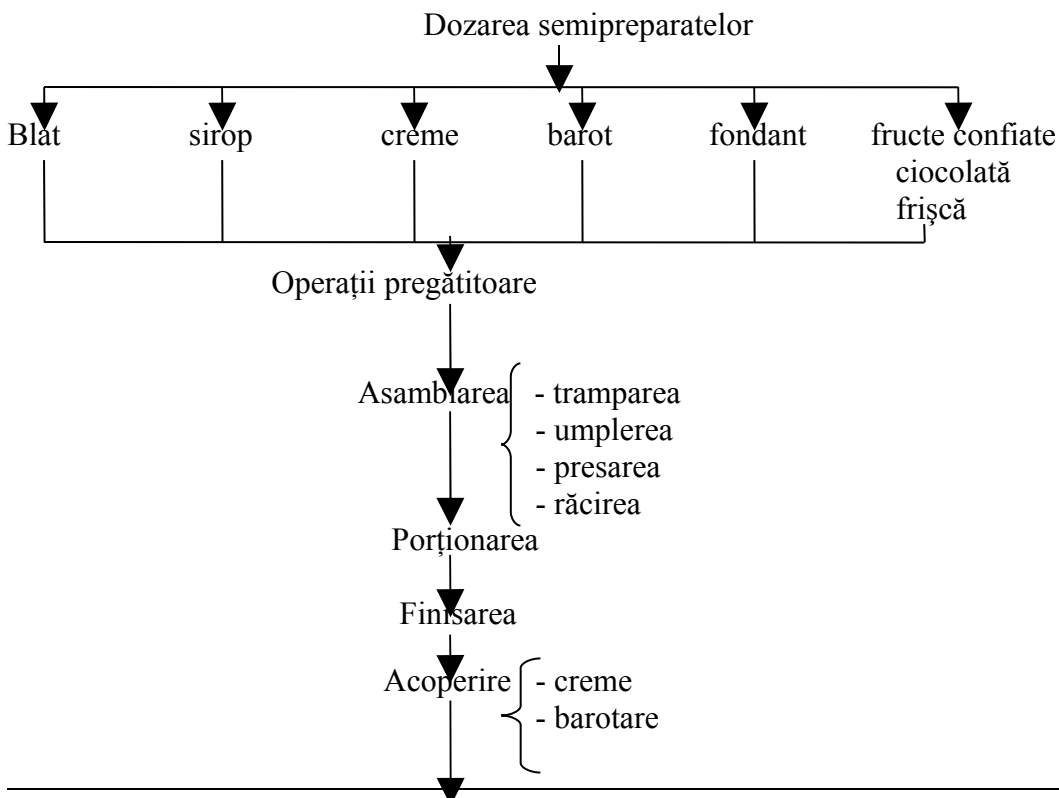 Dozarea semipreparatelor
Blat sirop creme barot fondant fructe confiate
ciocolată
frişcă
Operații pregătitoare
Asamblarea - tramparea
- umplerea
- presarea
- răcirea
Porționarea
Finisarea
Acoperire - creme
- barotare